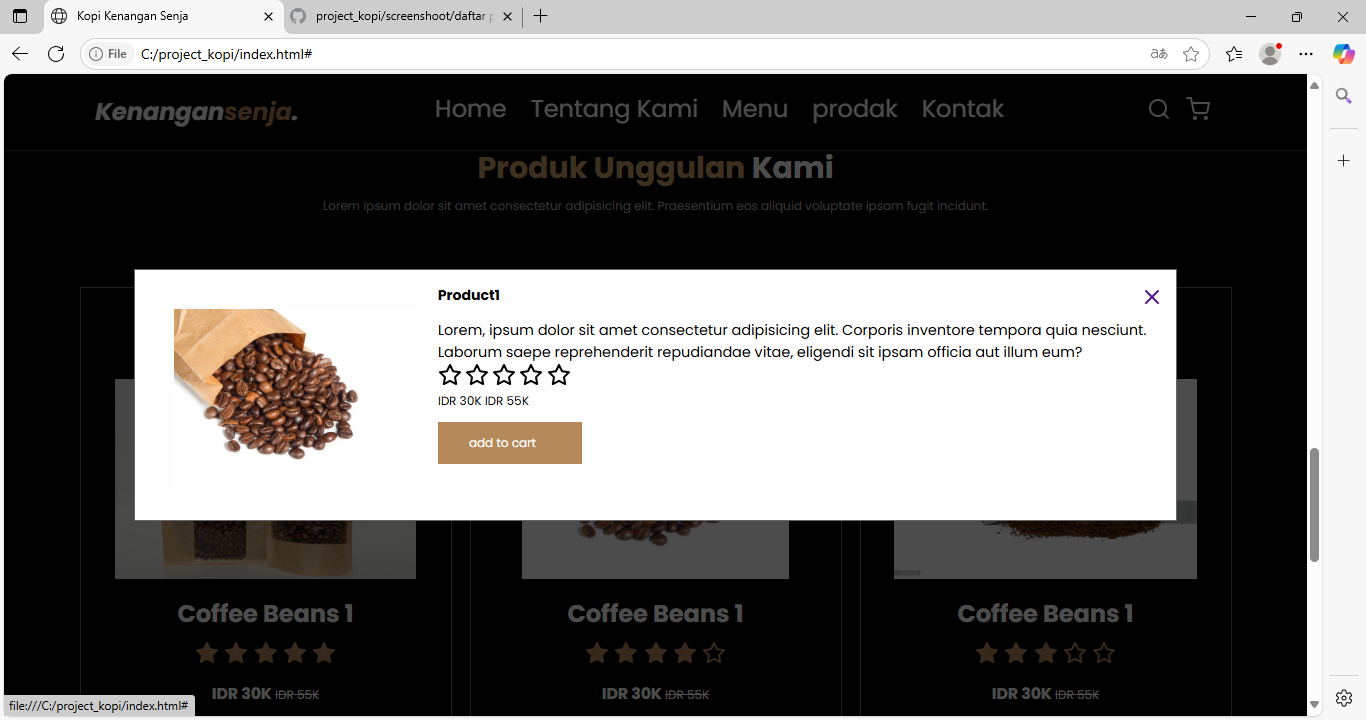 Kopi Kenangan Senja
project_kopi/screenshoot/daftar p
File C:/project_kopi/index.html#
aあ
Kenangansenja.
Home Tentang Kami Menu prodak Kontak
Produk Unggulan Kami
Lorem ipsum dolor sit amet consectetur adipisicing elit. Praesentium eos aliquid voluptate ipsam fugit incidunt.
Product1
Lorem, ipsum dolor sit amet consectetur adipisicing elit. Corporis inventore tempora quia nesciunt.
Laborum saepe reprehenderit repudiandae vitae, eligendi sit ipsam officia aut illum eum?
IDR 30K IDR 55K
add to cart
Coffee Beans 1 Coffee Beans 1 Coffee Beans 1
IDR 30K IDR 55K IDR 30K IDR 55K IDR 30K IDR 55K
file:///C:/project_kopi/index.html#